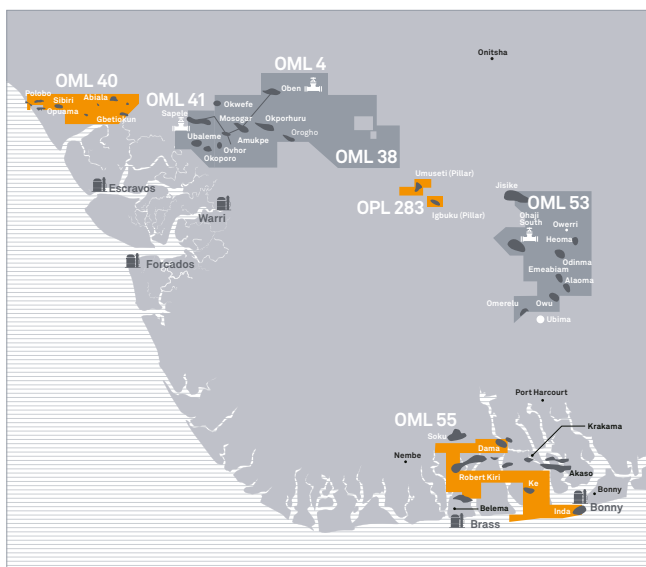 Onitsha
OML 40
OML 4
Polobo
Sibiri
Abiala
Opuama
Gbetiokun
OML 41
Sapele
Oben
Okwefe
Mosogar
Okporhuru
Ubaleme
Amukpe
Orogho
Ovhor
Okoporo
OML 38
Umuseti (Pillar)
OPL 283
Igbuku (Pillar)
Escravos
Warri
Forcados
Jisike
OML 53
Ohaji
South
Owerri
Heoma
Odinma
Emeabiam
Alaoma
Omerelu
Owu
Ubima
Port Harcourt
OML 55
Soku
Krakama
Dama
Nembe
Akaso
Robert Kiri
Ke
Bonny
Belema
Inda
Bonny
Brass